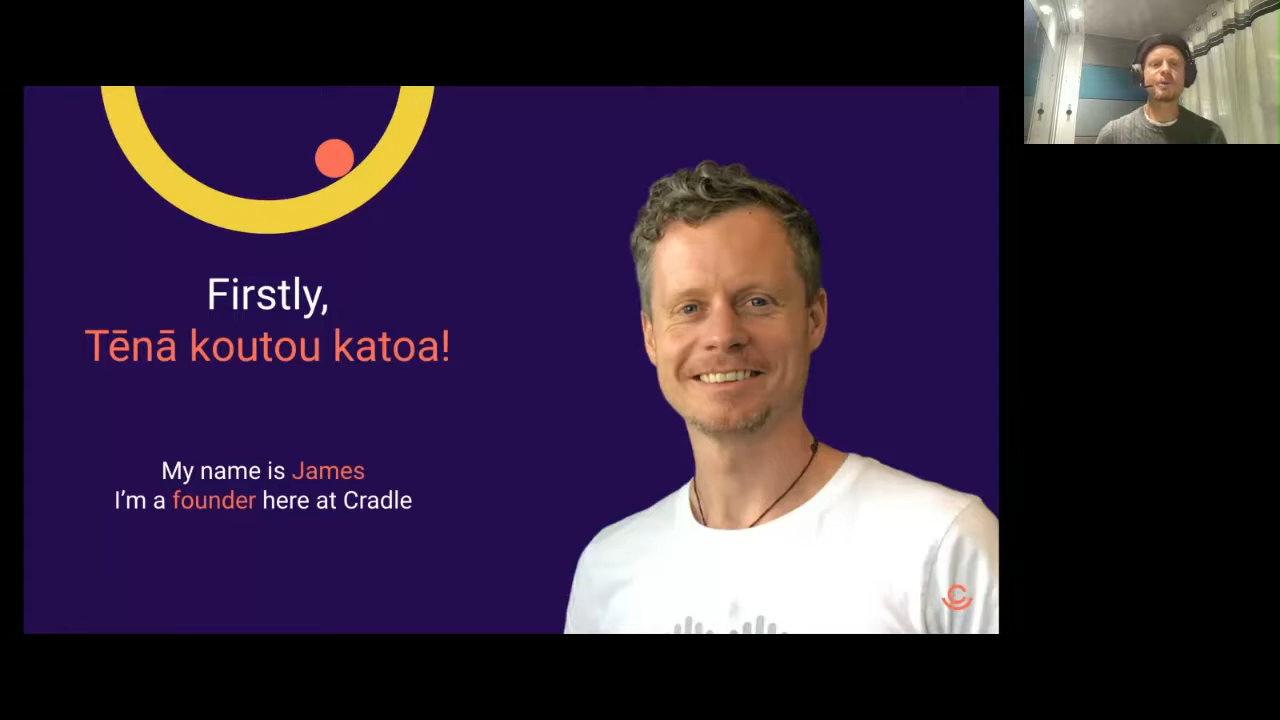 Firstly,
Tēnā koutou katoa!
My name is James
I’m a founder here at Cradle
C